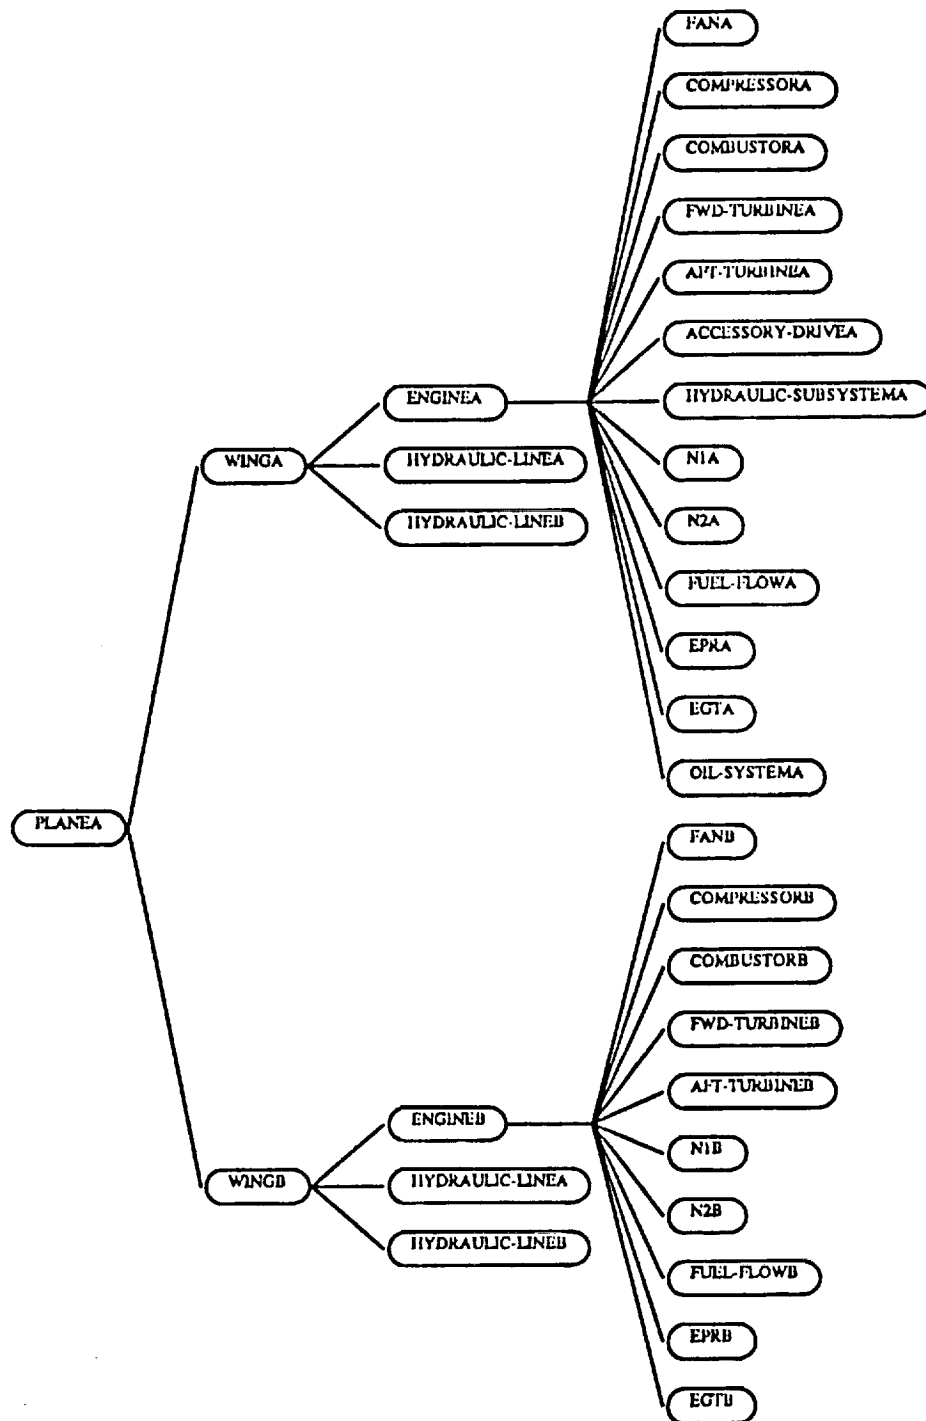 FANA
COMPRESSORA
COMBUSTORA
FWD-TURBINEA
AFT-TURBINEA
ACCESSORY-DRIVEA
ENGINEA
HYDRAULIC-SUBSYSTEMA
WINGA
HYDRAULIC-LINEA
N1A
HYDRAULIC-LINEB
N2A
FUEL-FLOWA
EPRA
EGTA
OIL-SYSTEMA
PLANEA
FANB
COMPRESSORB
COMBUSTORB
FWD-TURBINEB
AFT-TURBINEB
ENGINEB
N1B
WINGB
HYDRAULIC-LINEA
N2B
HYDRAULIC-LINEB
FUEL-FLOWB
EPRB
EGTB